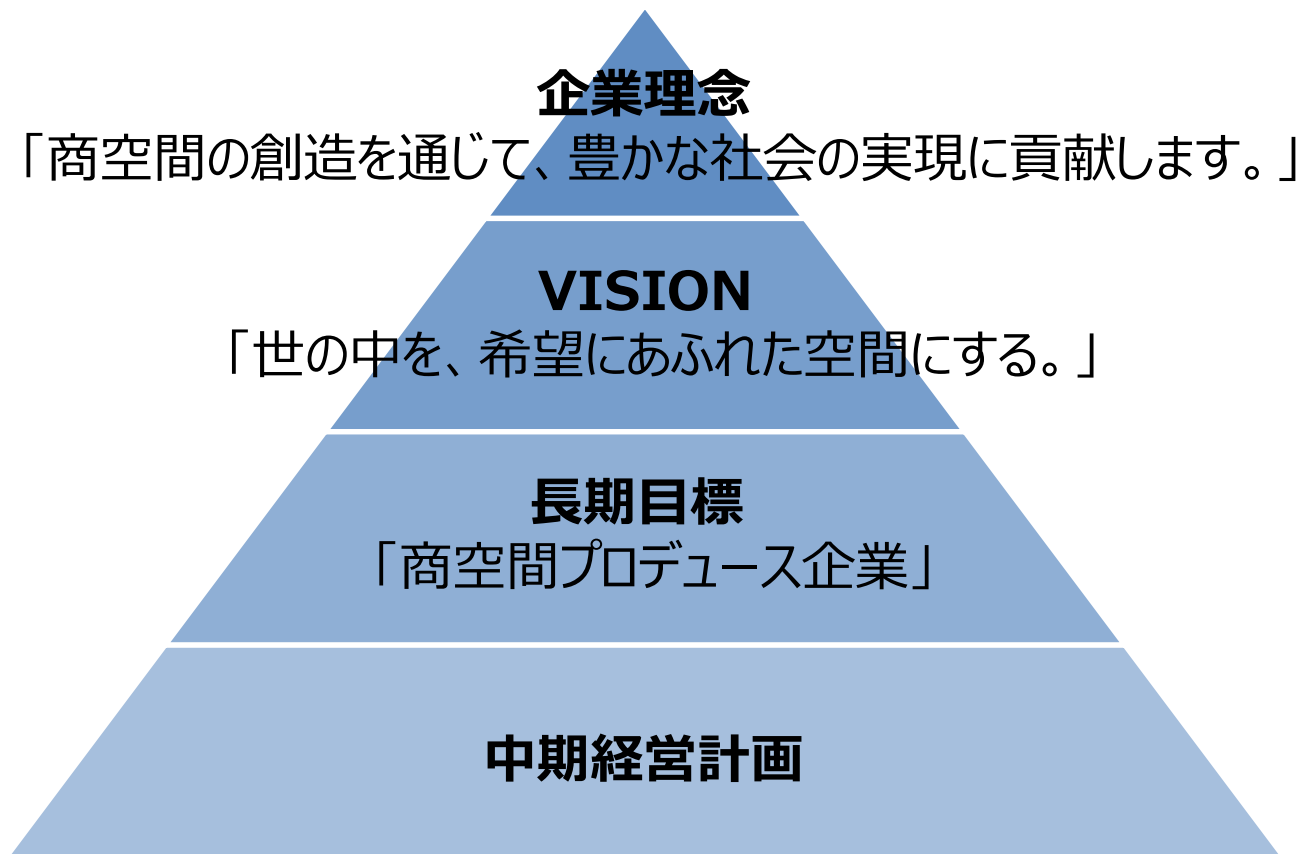 企業理念
「商空間の創造を通じて、豊かな社会の実現に貢献します。」
VISION
「世の中を、希望にあふれた空間にする。」
長期目標
「商空間プロデュース企業」
中期経営計画